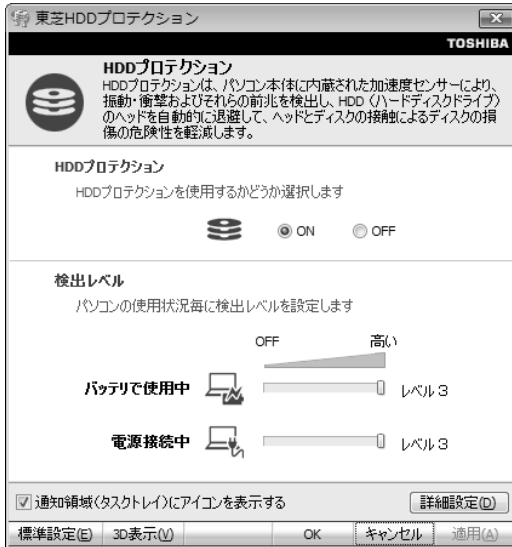 東芝HDDプロテクション
TOSHIBA
HDDプロテクション
HDDプロテクションは、パソコン本体に内蔵された加速度センサーにより、
振動・衝撃およびそれらの前兆を検出し、HDD（ハードディスクドライブ）
のヘッドを自動的に退避して、ヘッドとディスクの接触によるディスクの損
傷の危険性を軽減します。
HDDプロテクション
HDDプロテクションを使用するかどうか選択します
ON OFF
検出レベル
パソコンの使用状況毎に検出レベルを設定します
OFF 高い
バッテリで使用中 レベル 3
電源接続中 レベル 3
通知領域(タスクトレイ)にアイコンを表示する 詳細設定(D)
標準設定(E) 3D表示(V) OK キャンセル 適用(A)